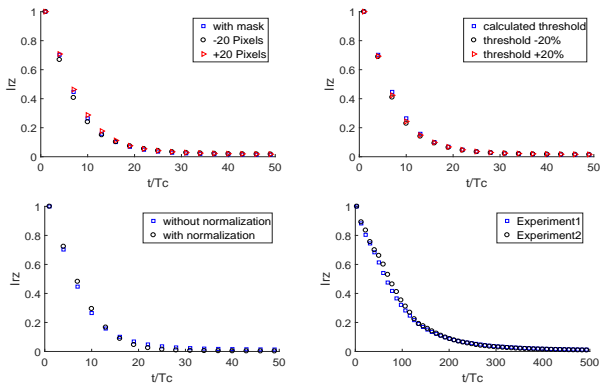 1
0.8
0.6
0.4
0.2
0
Irz
with mask
-20 Pixels
+20 Pixels
0 10 20 30 40 50
t/Tc
1
0.8
0.6
0.4
0.2
0
Irz
calculated threshold
threshold -20%
threshold +20%
0 10 20 30 40 50
t/Tc
1
0.8
0.6
0.4
0.2
0
Irz
without normalization
with normalization
0 10 20 30 40 50
t/Tc
1
0.8
0.6
0.4
0.2
0
Irz
Experiment1
Experiment2
0 100 200 300 400 500
t/Tc